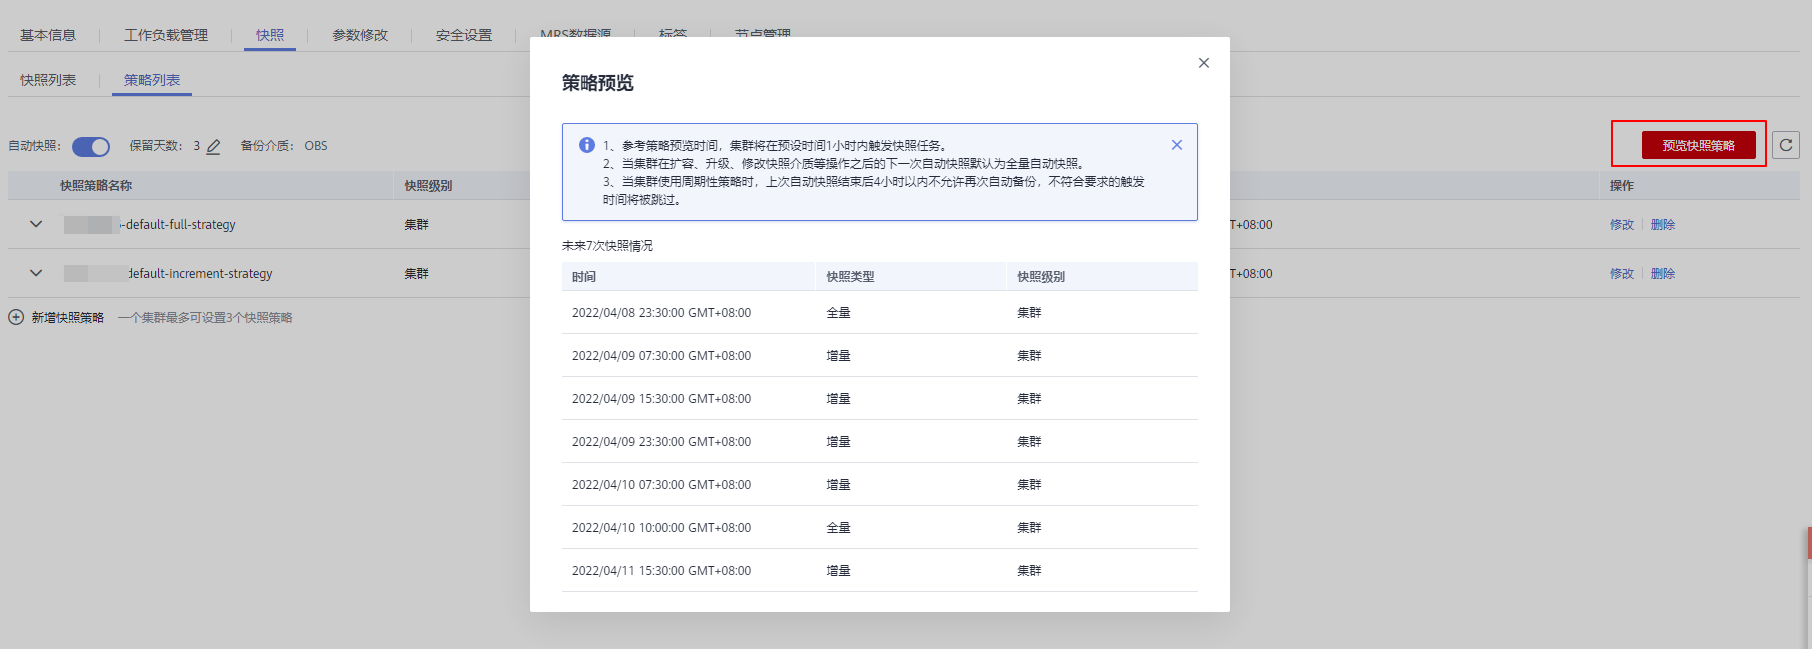 基本信息 工作负载管理 快照 参数修改 安全设置 MRS数据源 标签 节点管理
快照列表 策略列表
自动快照： 保留天数： 3 备份介质： OBS
预览快照策略
快照策略名称 快照级别 操作
-default-full-strategy 集群 T+08:00 修改 删除
default-increment-strategy 集群 T+08:00 修改 删除
新增快照策略 一个集群最多可设置3个快照策略
策略预览
1、参考策略预览时间，集群将在预设时间1小时内触发快照任务。
2、当集群在扩容、升级、修改快照介质等操作之后的下一次自动快照默认为全量自动快照。
3、当集群使用周期性策略时，上次自动快照结束后4小时以内不允许再次自动备份，不符合要求的触发
时间将被跳过。
未来7次快照情况
时间 快照类型 快照级别
2022/04/08 23:30:00 GMT+08:00 全量 集群
2022/04/09 07:30:00 GMT+08:00 增量 集群
2022/04/09 15:30:00 GMT+08:00 增量 集群
2022/04/09 23:30:00 GMT+08:00 增量 集群
2022/04/10 07:30:00 GMT+08:00 增量 集群
2022/04/10 10:00:00 GMT+08:00 全量 集群
2022/04/11 15:30:00 GMT+08:00 增量 集群